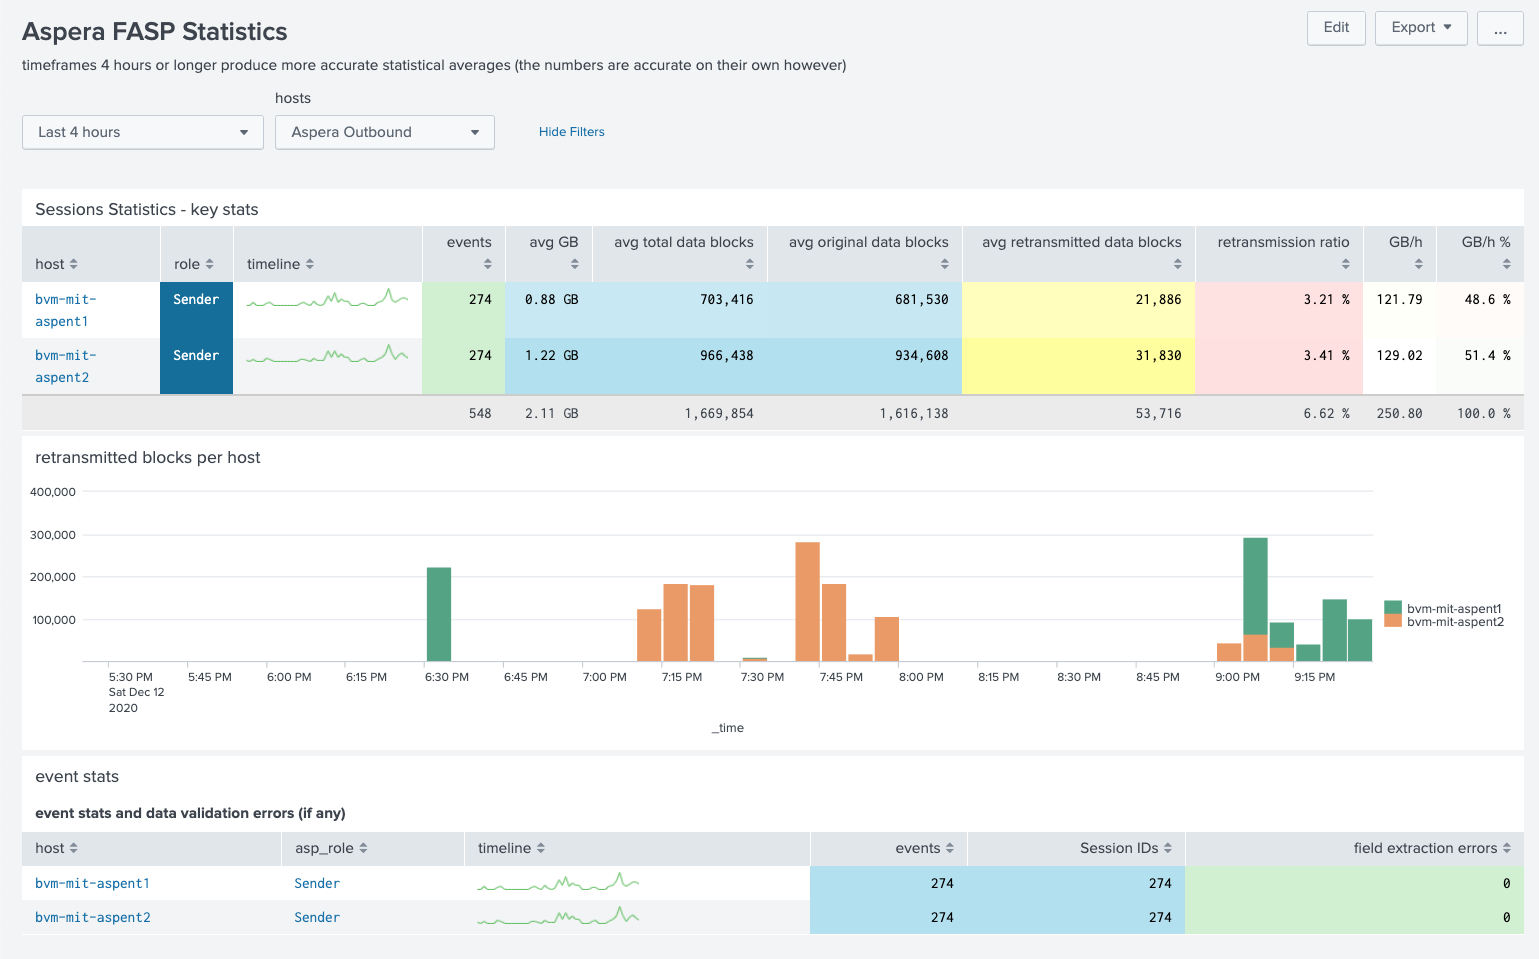 Aspera FASP Statistics
Edit
Export
...
timeframes 4 hours or longer produce more accurate statistical averages (the numbers are accurate on their own however)
hosts
Last 4 hours
Aspera Outbound
Hide Filters
Sessions Statistics - key stats
host role timeline events avg GB avg total data blocks avg original data blocks avg retransmitted data blocks retransmission ratio GB/h GB/h %
bvm-mit-aspent1 Sender 274 0.88 GB 703,416 681,530 21,886 3.21 % 121.79 48.6 %
bvm-mit-aspent2 Sender 274 1.22 GB 966,438 934,608 31,830 3.41 % 129.02 51.4 %
548 2.11 GB 1,669,854 1,616,138 53,716 6.62 % 250.80 100.0 %
retransmitted blocks per host
400,000
300,000
200,000
100,000
bvm-mit-aspent1
bvm-mit-aspent2
5:30 PM 5:45 PM 6:00 PM 6:15 PM 6:30 PM 6:45 PM 7:00 PM 7:15 PM 7:30 PM 7:45 PM 8:00 PM 8:15 PM 8:30 PM 8:45 PM 9:00 PM 9:15 PM
Sat Dec 12
2020
_time
event stats
event stats and data validation errors (if any)
host asp_role timeline events Session IDs field extraction errors
bvm-mit-aspent1 Sender 274 274 0
bvm-mit-aspent2 Sender 274 274 0